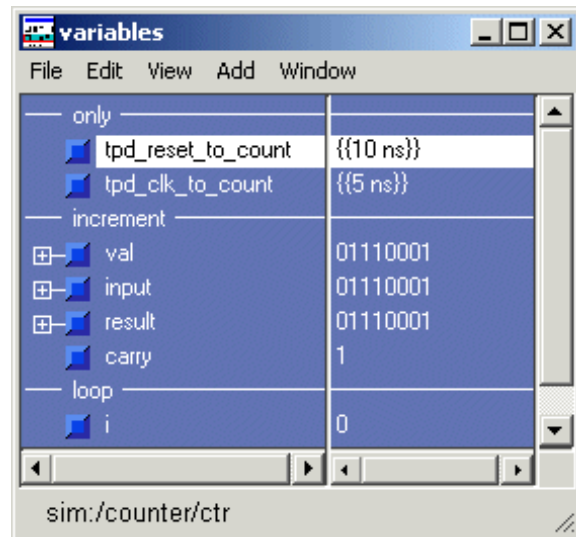 variables
File Edit View Add Window
only
tpd_reset_to_count {{10 ns}}
tpd_clk_to_count {{5 ns}}
increment
val 01110001
input 01110001
result 01110001
carry 1
loop
i 0
sim:/counter/ctr